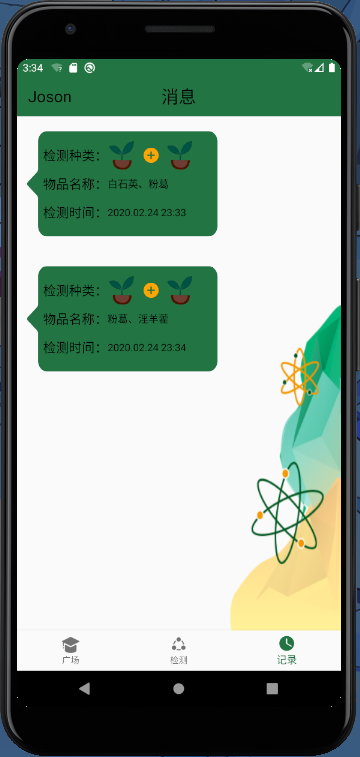 3:34
Joson 消息
检测种类：
物品名称：白石英、粉葛
检测时间：2020.02.24 23:33
检测种类：
物品名称：粉葛、淫羊藿
检测时间：2020.02.24 23:34
广场 检测 记录